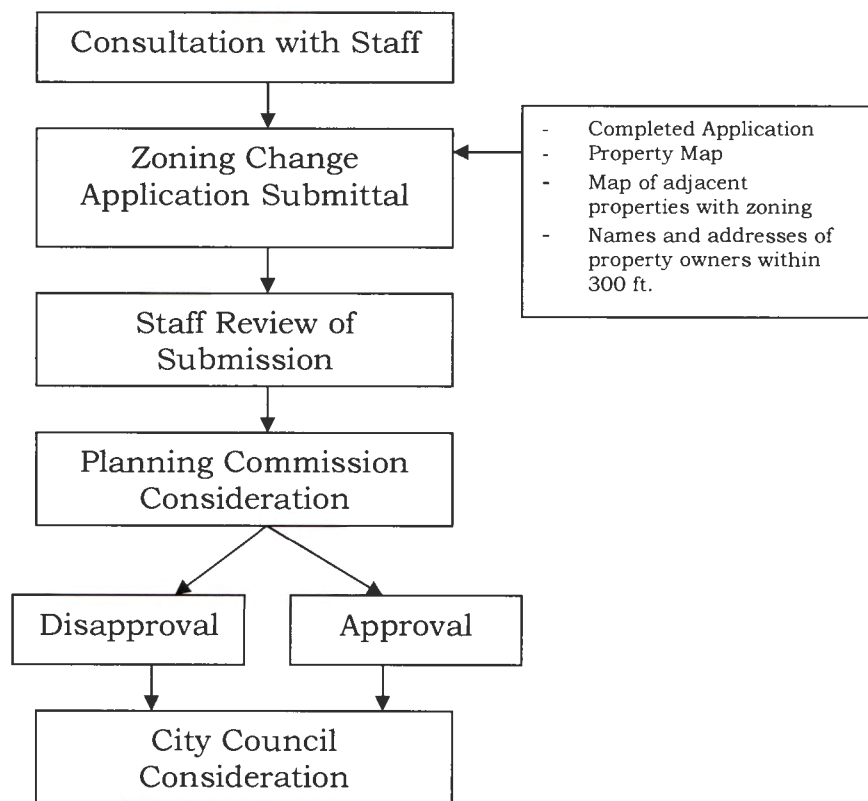 Consultation with Staff
Zoning Change
Application Submittal
- Completed Application
- Property Map
- Map of adjacent
properties with zoning
- Names and addresses of
property owners within
300 ft.
Staff Review of
Submission
Planning Commission
Consideration
Disapproval
Approval
City Council
Consideration